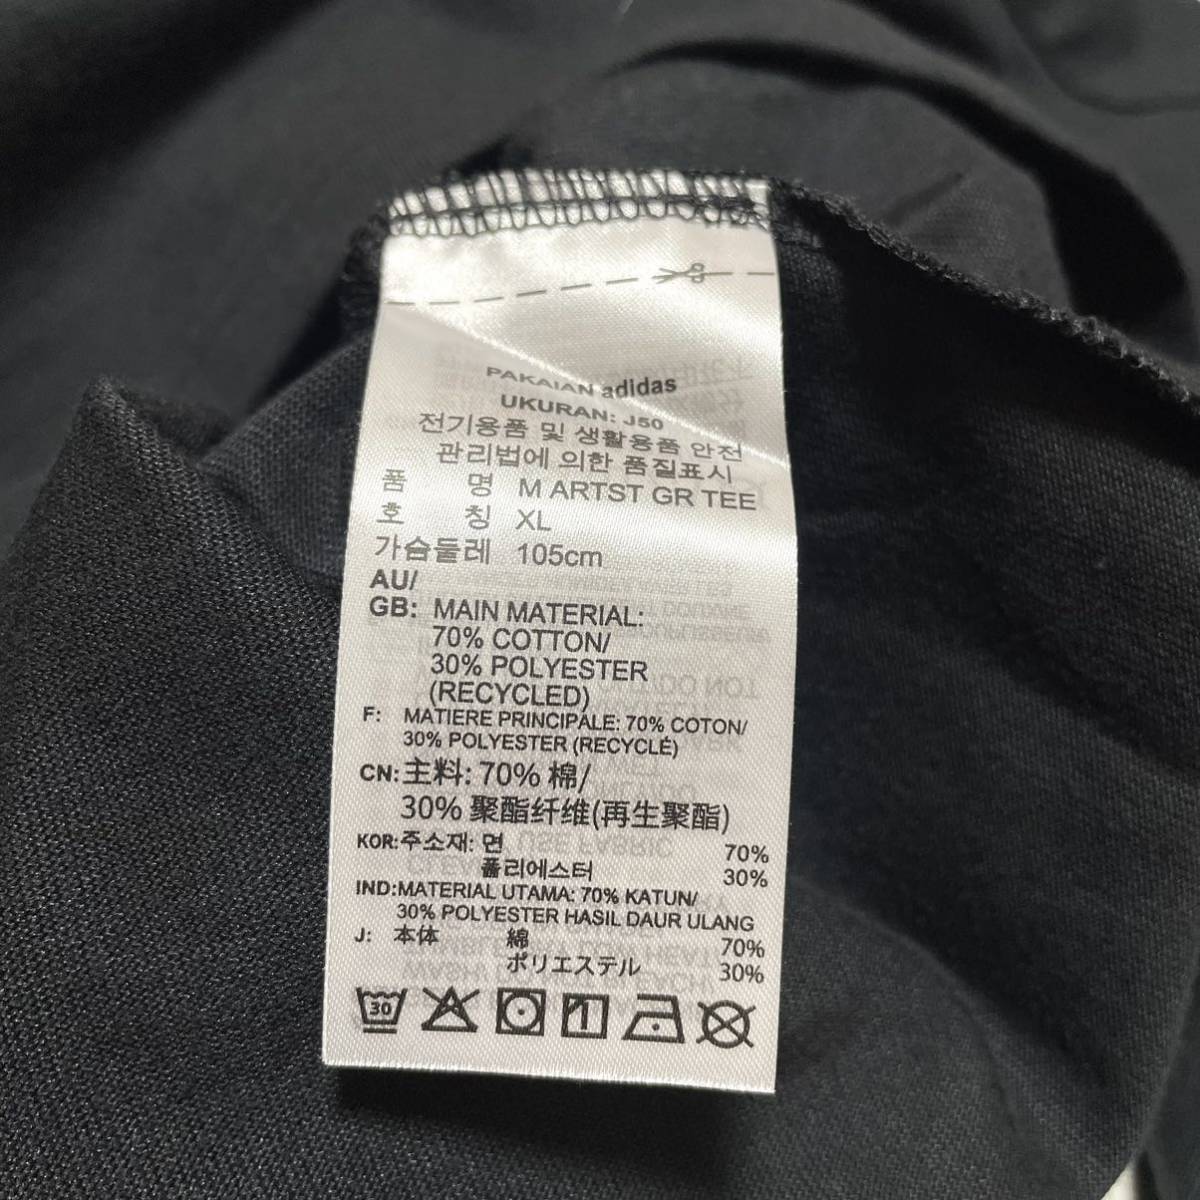 PAKAIAN adidas
UKURAN: J50
전기용품 및 생활용품 안전
관리법에 의한 품질표시
품 명 M ARTST GR TEE
호 칭 XL
가슴둘레 105cm
AU/
GB: MAIN MATERIAL:
70% COTTON/
30% POLYESTER
(RECYCLED)
F: MATIERE PRINCIPALE: 70% COTON/
30% POLYESTER (RECYCLÉ)
CN: 主料: 70% 棉/
30% 聚酯纤维(再生聚酯)
KOR: 주소재: 면 70%
폴리에스터 30%
IND: MATERIAL UTAMA: 70% KATUN/
30% POLYESTER HASIL DAUR ULANG
J: 本体 綿 70%
ポリエステル 30%
30